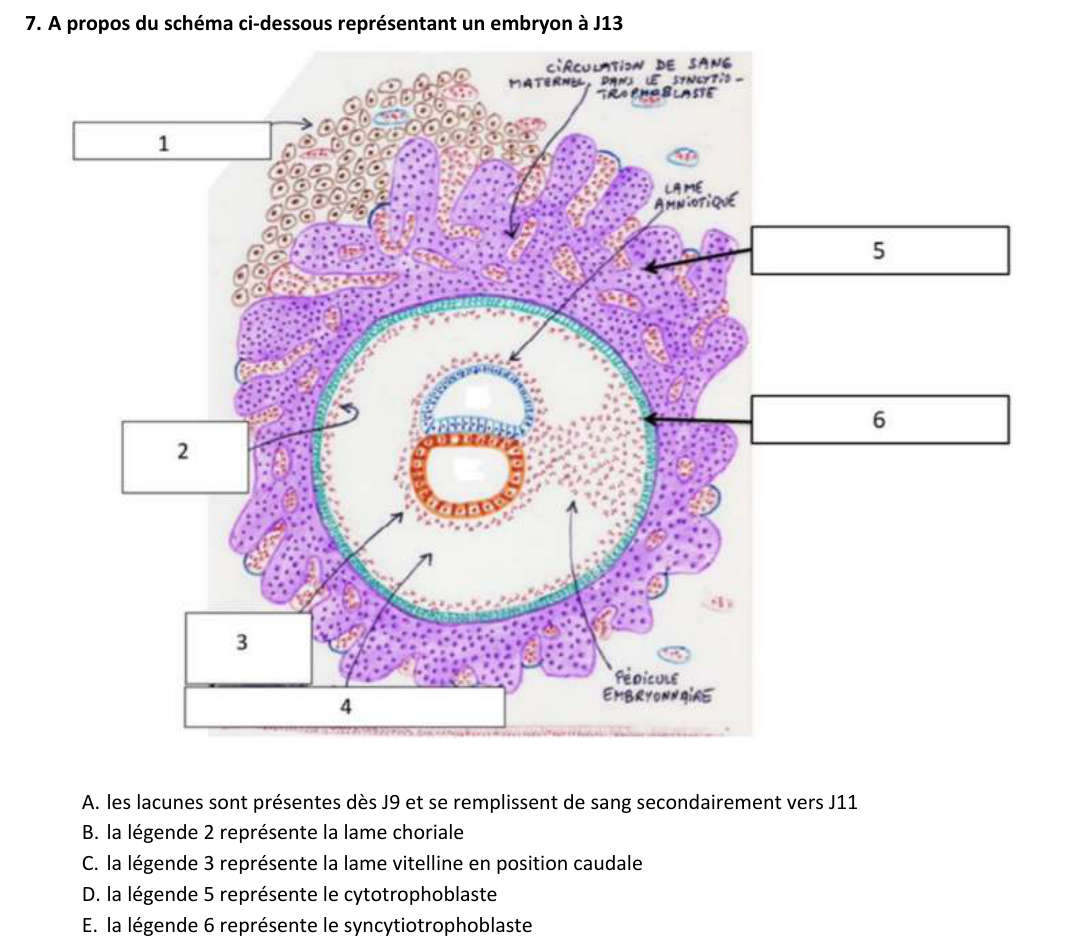 7. A propos du schéma ci-dessous représentant un embryon à J13
CIRCULATION DE SANG
MATERNEL DANS LE SYNCYTIO-
TROPHOBLASTE
1
LAME
AMNIOTIQUE
5
6
2
3
4
PÉDICULE
EMBRYONNAIRE
A. les lacunes sont présentes dès J9 et se remplissent de sang secondairement vers J11
B. la légende 2 représente la lame choriale
C. la légende 3 représente la lame vitelline en position caudale
D. la légende 5 représente le cytotrophoblaste
E. la légende 6 représente le syncytiotrophoblaste